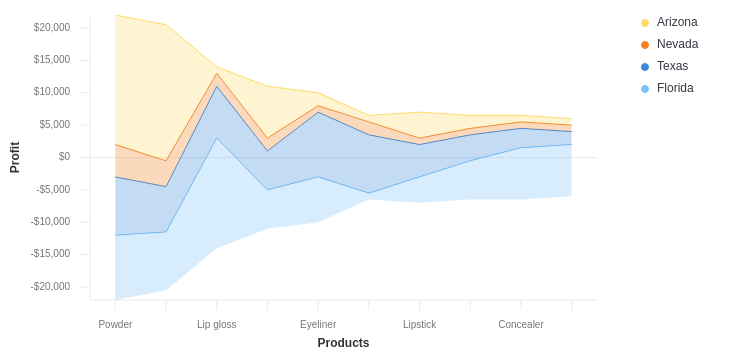 $20,000
$15,000
$10,000
$5,000
$0
-$5,000
-$10,000
-$15,000
-$20,000
Profit
Powder
Lip gloss
Eyeliner
Lipstick
Concealer
Products
Arizona
Nevada
Texas
Florida